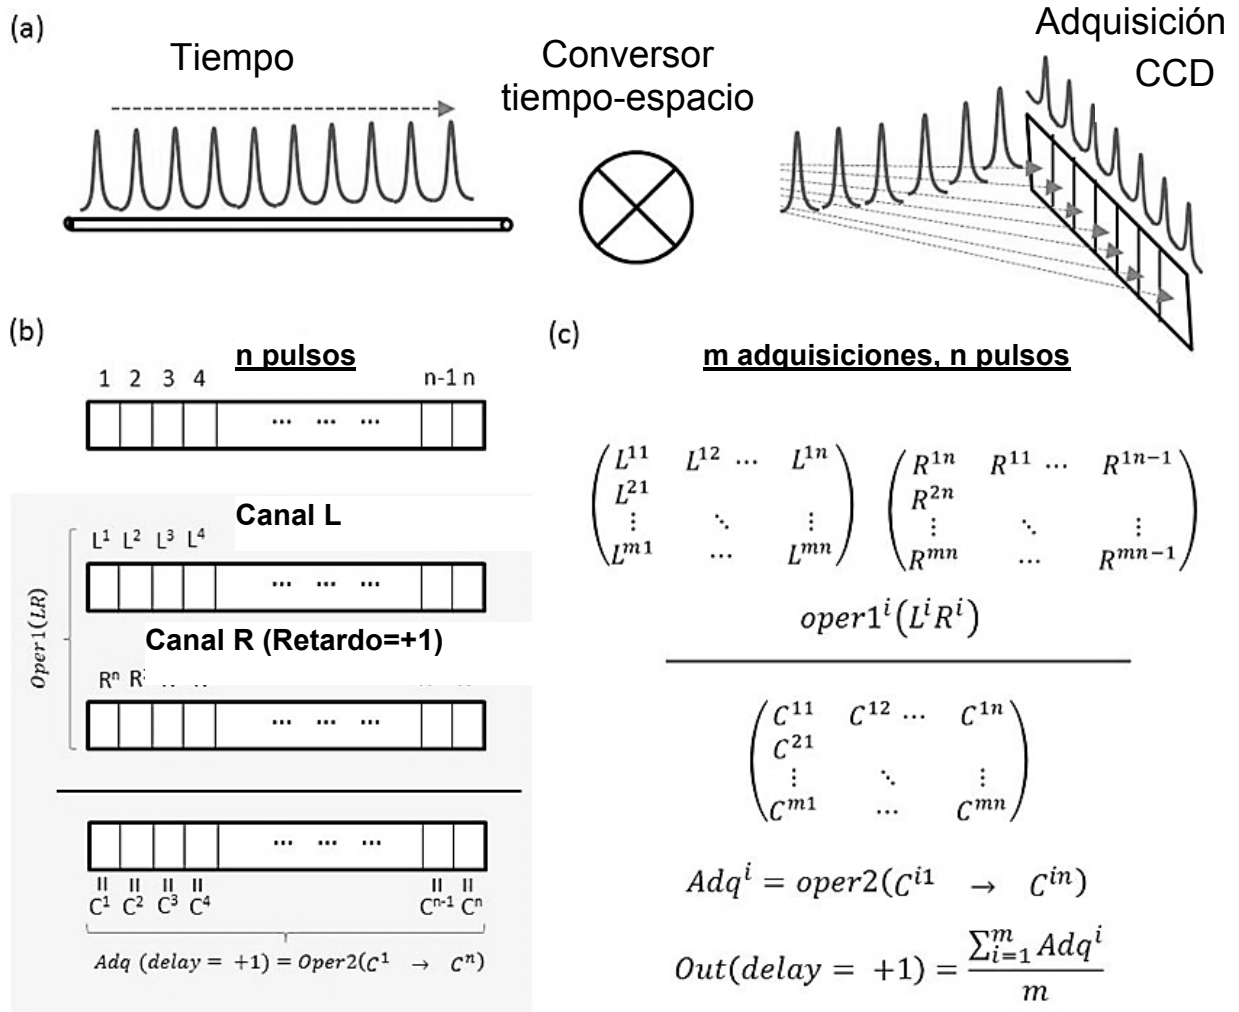 (a)
Tiempo
Conversor
tiempo-espacio
Adquisición
CCD
(b)
n pulsos
1 2 3 4 n-1 n
... ... ...
Canal L
L¹ L² L³ L⁴
... ... ...
Oper1(LR)
Canal R (Retardo=+1)
Rⁿ
... ... ...
... ... ...
= = = = = =
C¹ C² C³ C⁴ Cⁿ⁻¹ Cⁿ
Adq (delay = +1) = Oper2(C¹ → Cⁿ)
(c)
m adquisiciones, n pulsos
L¹¹ L¹² ⋯ L¹ⁿ R¹ⁿ R¹¹ ⋯ R¹ⁿ⁻¹
L²¹ R²ⁿ
⋮ ⋱ ⋮ ⋮ ⋱ ⋮
Lᵐ¹ ⋯ Lᵐⁿ Rᵐⁿ ⋯ Rᵐⁿ⁻¹
oper1ⁱ(LⁱRⁱ)
C¹¹ C¹² ⋯ C¹ⁿ
C²¹
⋮ ⋱ ⋮
Cᵐ¹ ⋯ Cᵐⁿ
Adqⁱ = oper2(Cⁱ¹ → Cⁱⁿ)
Out(delay = +1) = ∑ᵢ₌₁ᵐ Adqⁱ / m